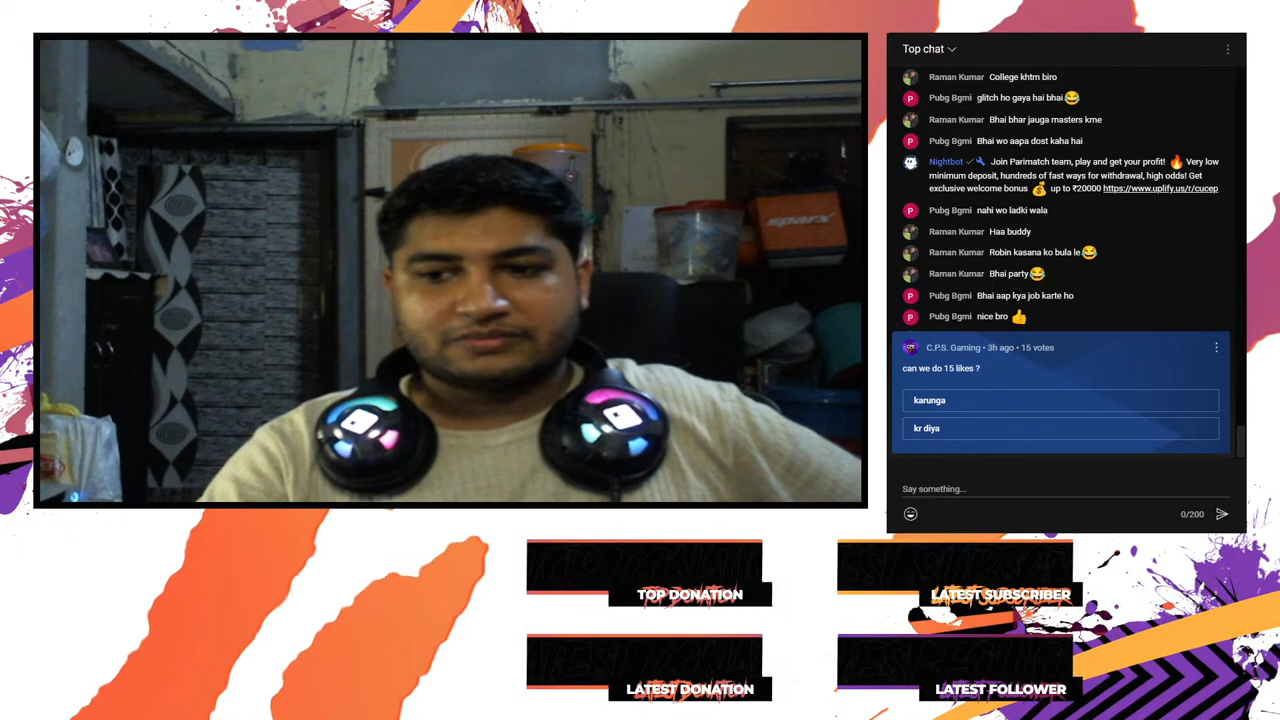 Top chat
Raman Kumar College khtm biro
Pubg Bgmi glitch ho gaya hai bhai😂
Raman Kumar Bhai bhar jauga masters krne
Pubg Bgmi Bhai wo aapa dost kaha hai
Nightbot Join Parimatch team, play and get your profit! 🔥 Very low
minimum deposit, hundreds of fast ways for withdrawal, high odds! Get
exclusive welcome bonus 💰 up to ₹20000 https://www.uplify.us/r/cucep
Pubg Bgmi nahi wo ladki wala
Raman Kumar Haa buddy
Raman Kumar Robin kasana ko bula le😂
Raman Kumar Bhai party😂
Pubg Bgmi Bhai aap kya job karte ho
Pubg Bgmi nice bro 👍
C.P.S. Gaming • 3h ago • 15 votes
can we do 15 likes ?
karunga
kr diya
Say something...
0/200
sparx
TOP DONATION
LATEST SUBSCRIBER
LATEST DONATION
LATEST FOLLOWER